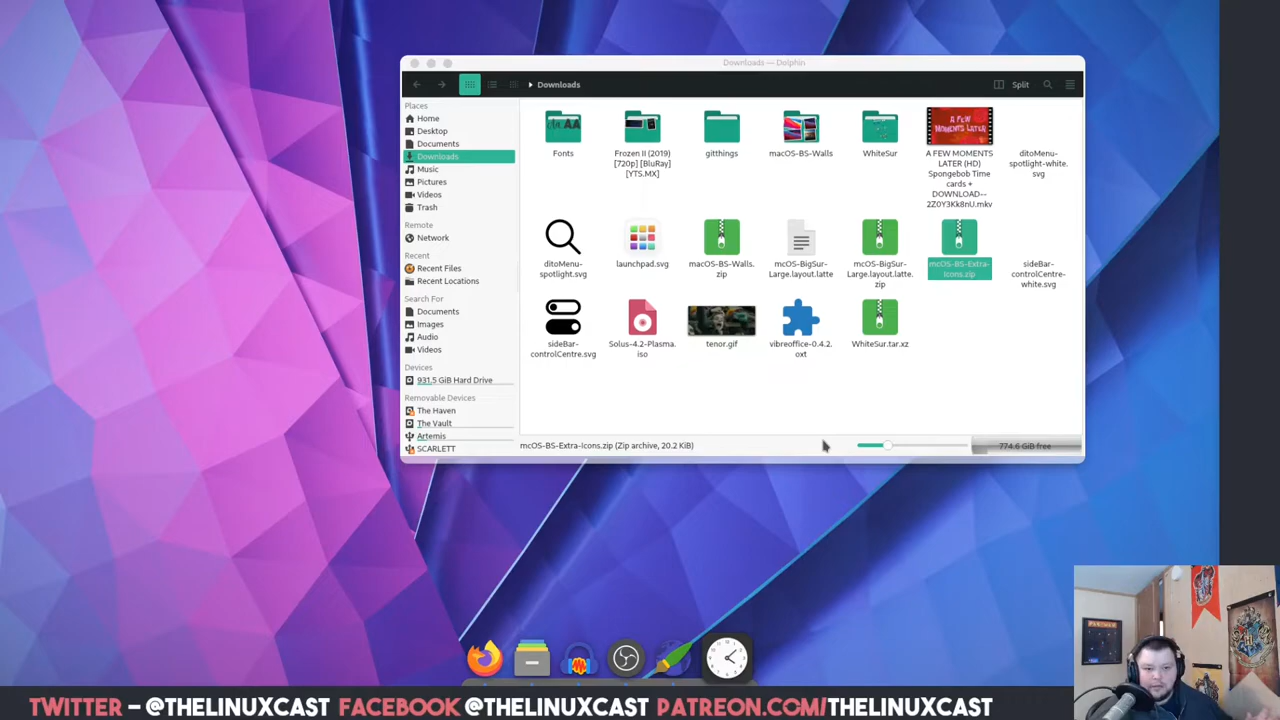 Downloads — Dolphin
Downloads
Split
Places
Home
Desktop
Documents
Downloads
Music
Pictures
Videos
Trash
Remote
Network
Recent
Recent Files
Recent Locations
Search For
Documents
Images
Audio
Videos
Devices
931.5 GiB Hard Drive
Removable Devices
The Haven
The Vault
Artemis
SCARLETT
Fonts
Frozen II (2019)
[720p] [BluRay]
[YTS.MX]
gitthings
macOS-BS-Walls
WhiteSur
A FEW
MOMENTS
LATER
A FEW MOMENTS
LATER (HD)
Spongebob Time
cards +
DOWNLOAD--
2Z0Y3Kk8nU.mkv
ditoMenu-
spotlight-white.
svg
ditoMenu-
spotlight.svg
launchpad.svg
macOS-BS-Walls.
zip
mcOS-BigSur-
Large.layout.latte
mcOS-BigSur-
Large.layout.latte.
zip
mcOS-BS-Extra-
Icons.zip
sideBar-
controlCentre-
white.svg
sideBar-
controlCentre.svg
Solus-4.2-Plasma.
iso
tenor.gif
vibreoffice-0.4.2.
oxt
WhiteSur.tar.xz
mcOS-BS-Extra-Icons.zip (Zip archive, 20.2 KiB)
774.6 GiB free
TWITTER – @THELINUXCAST FACEBOOK @THELINUXCAST PATREON.COM/THELINUXCAST